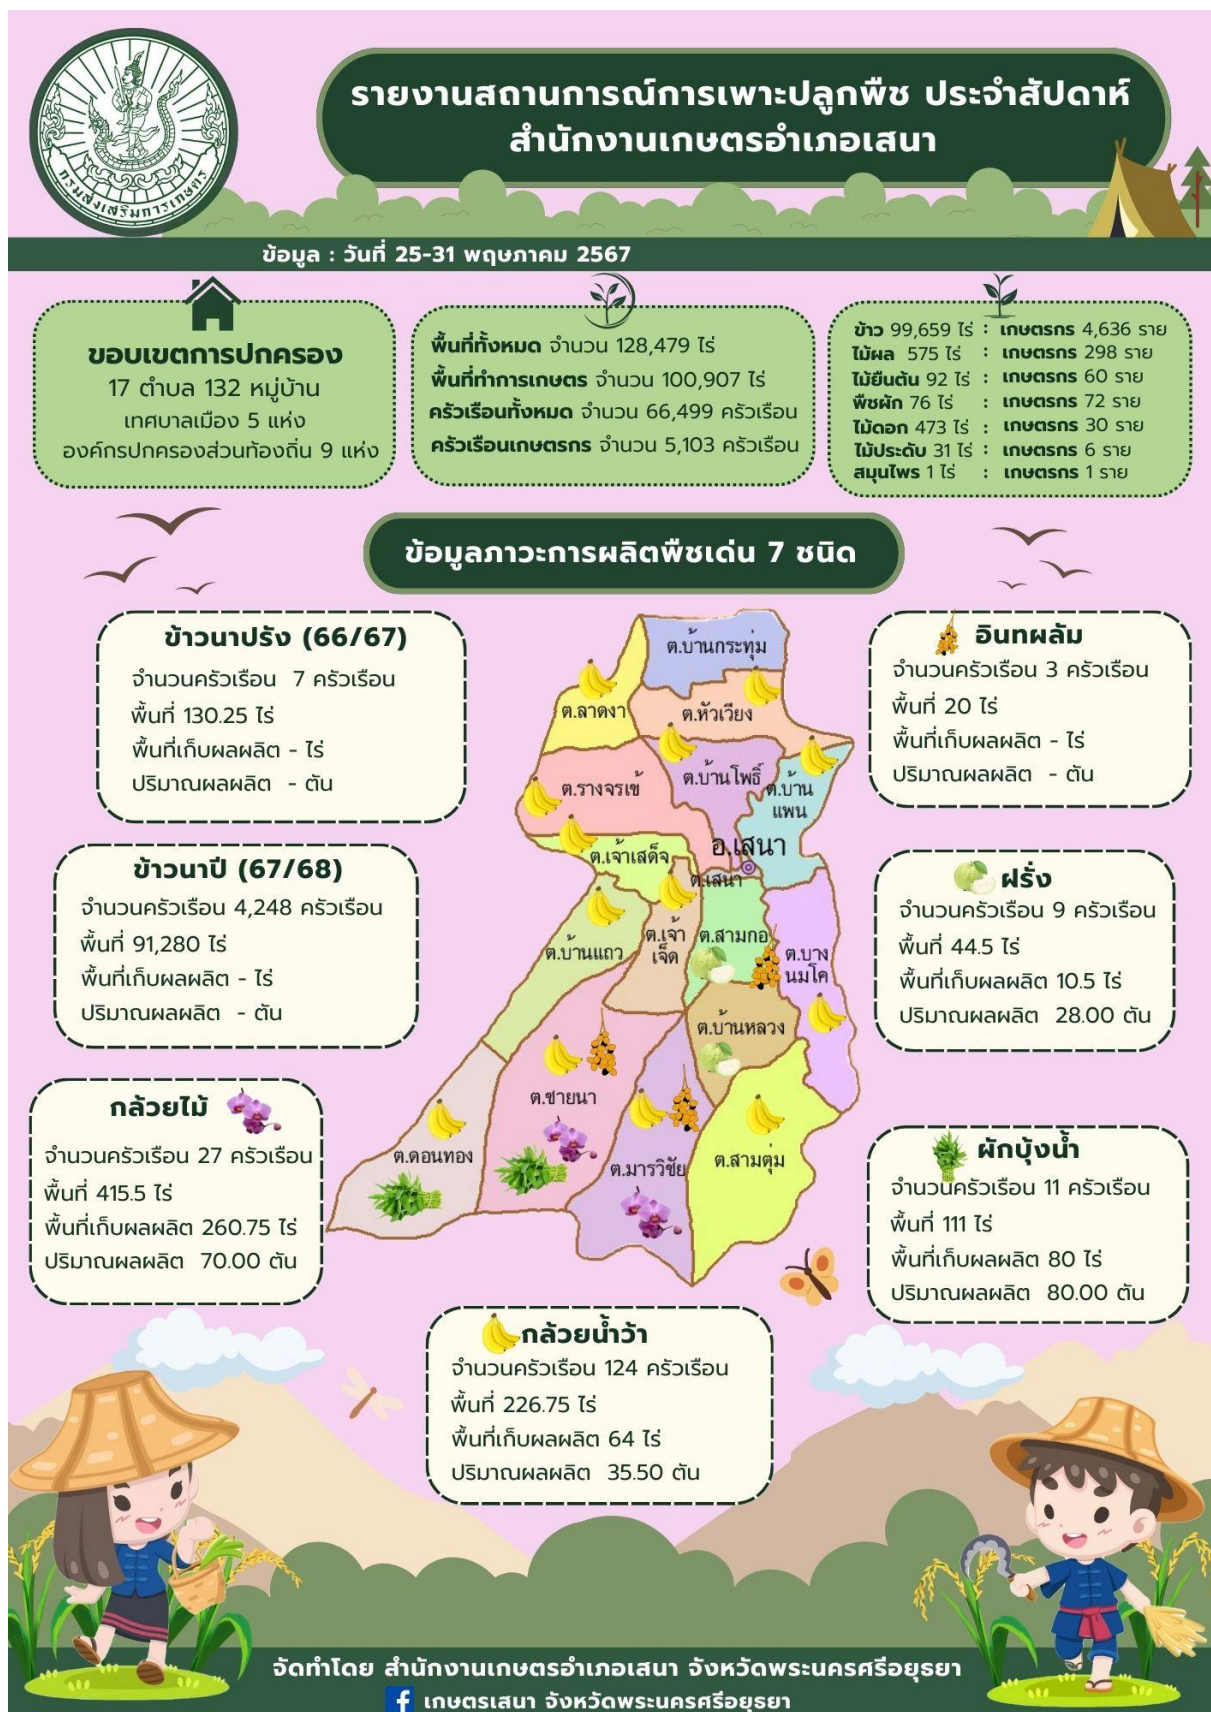 กรมส่งเสริมการเกษตร
รายงานสถานการณ์การเพาะปลูกพืช ประจำสัปดาห์
สำนักงานเกษตรอำเภอเสนา
ข้อมูล : วันที่ 25-31 พฤษภาคม 2567
ขอบเขตการปกครอง
17 ตำบล 132 หมู่บ้าน
เทศบาลเมือง 5 แห่ง
องค์กรปกครองส่วนท้องถิ่น 9 แห่ง
พื้นที่ทั้งหมด จำนวน 128,479 ไร่
พื้นที่ทำการเกษตร จำนวน 100,907 ไร่
ครัวเรือนทั้งหมด จำนวน 66,499 ครัวเรือน
ครัวเรือนเกษตรกร จำนวน 5,103 ครัวเรือน
ข้าว 99,659 ไร่ : เกษตรกร 4,636 ราย
ไม้ผล 575 ไร่ : เกษตรกร 298 ราย
ไม้ยืนต้น 92 ไร่ : เกษตรกร 60 ราย
พืชผัก 76 ไร่ : เกษตรกร 72 ราย
ไม้ดอก 473 ไร่ : เกษตรกร 30 ราย
ไม้ประดับ 31 ไร่ : เกษตรกร 6 ราย
สมุนไพร 1 ไร่ : เกษตรกร 1 ราย
ข้อมูลภาวะการผลิตพืชเด่น 7 ชนิด
ข้าวนาปรัง (66/67)
จำนวนครัวเรือน 7 ครัวเรือน
พื้นที่ 130.25 ไร่
พื้นที่เก็บผลผลิต - ไร่
ปริมาณผลผลิต - ตัน
ข้าวนาปี (67/68)
จำนวนครัวเรือน 4,248 ครัวเรือน
พื้นที่ 91,280 ไร่
พื้นที่เก็บผลผลิต - ไร่
ปริมาณผลผลิต - ตัน
กล้วยไม้
จำนวนครัวเรือน 27 ครัวเรือน
พื้นที่ 415.5 ไร่
พื้นที่เก็บผลผลิต 260.75 ไร่
ปริมาณผลผลิต 70.00 ตัน
ต.บ้านกระทุ่ม
ต.ลาดงา
ต.หัวเวียง
ต.รางจรเข้
ต.บ้านโพธิ์
ต.บ้าน
แพน
ต.เจ้าเสด็จ
อ.เสนา
ต.เสนา
ต.บ้านแถว
ต.เจ้า
เจ็ด
ต.สามกอ
ต.บาง
นมโค
ต.บ้านหลวง
ต.ชายนา
ต.ดอนทอง
ต.มารวิชัย
ต.สามตุ่ม
อินทผลัม
จำนวนครัวเรือน 3 ครัวเรือน
พื้นที่ 20 ไร่
พื้นที่เก็บผลผลิต - ไร่
ปริมาณผลผลิต - ตัน
ฝรั่ง
จำนวนครัวเรือน 9 ครัวเรือน
พื้นที่ 44.5 ไร่
พื้นที่เก็บผลผลิต 10.5 ไร่
ปริมาณผลผลิต 28.00 ตัน
ผักบุ้งน้ำ
จำนวนครัวเรือน 11 ครัวเรือน
พื้นที่ 111 ไร่
พื้นที่เก็บผลผลิต 80 ไร่
ปริมาณผลผลิต 80.00 ตัน
กล้วยน้ำว้า
จำนวนครัวเรือน 124 ครัวเรือน
พื้นที่ 226.75 ไร่
พื้นที่เก็บผลผลิต 64 ไร่
ปริมาณผลผลิต 35.50 ตัน
จัดทำโดย สำนักงานเกษตรอำเภอเสนา จังหวัดพระนครศรีอยุธยา
เกษตรเสนา จังหวัดพระนครศรีอยุธยา